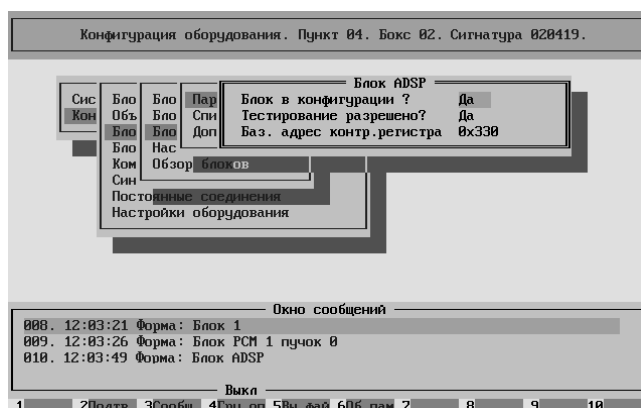 Конфигурация оборудования. Пункт 04. Бокс 02. Сигнатура 020419.
Блок ADSP
Сис Бло Бло Пар Блок в конфигурации ? Да
Кон Объ Бло Спи Тестирование разрешено? Да
Бло Бло Доп Баз. адрес контр.регистра 0x330
Бло Нас
Ком Обзор блоков
Син
Постоянные соединения
Настройки оборудования
Окно сообщений
008. 12:03:21 Форма: Блок 1
009. 12:03:26 Форма: Блок PCM 1 пучок 0
010. 12:03:49 Форма: Блок ADSP
Выкл
1 2Подтв 3Сообщ 4Гру оп 5Вы фай 6Об пам 7 8 9 10